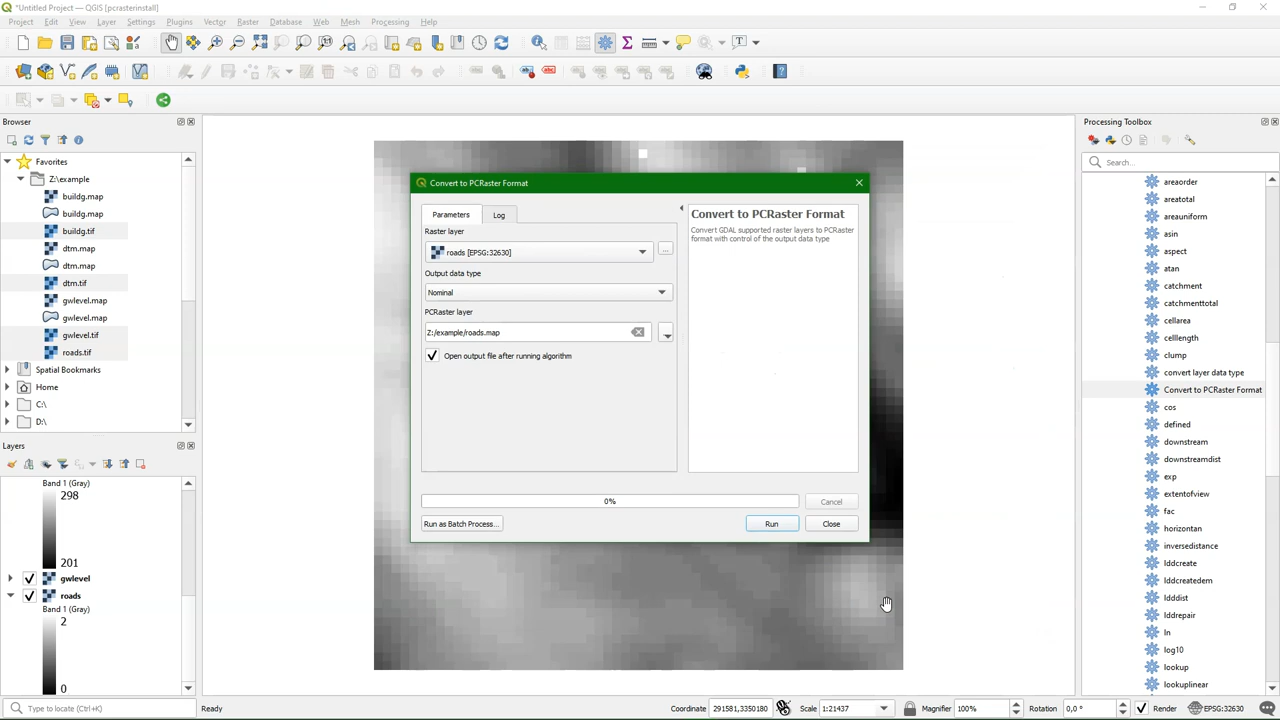 *Untitled Project — QGIS [pcrasterinstall]
Project Edit View Layer Settings Plugins Vector Raster Database Web Mesh Processing Help
Browser
Favorites
Z:\example
buildg.map
buildg.map
buildg.tif
dtm.map
dtm.map
dtm.tif
gwlevel.map
gwlevel.map
gwlevel.tif
roads.tif
Spatial Bookmarks
Home
C:\
D:\
Layers
Band 1 (Gray)
298
201
gwlevel
roads
Band 1 (Gray)
2
0
Convert to PCRaster Format
Parameters Log
Raster layer
roads [EPSG:32630]
...
Output data type
Nominal
PCRaster layer
Z:/example/roads.map
Open output file after running algorithm
Convert to PCRaster Format
Convert GDAL supported raster layers to PCRaster
format with control of the output data type
0%
Cancel
Run as Batch Process...
Run
Close
Processing Toolbox
Search...
areaorder
areatotal
areauniform
asin
aspect
atan
catchment
catchmenttotal
cellarea
celllength
clump
convert layer data type
Convert to PCRaster Format
cos
defined
downstream
downstreamdist
exp
extentofview
fac
horizontan
inversedistance
lddcreate
lddcreatedem
ldddist
lddrepair
ln
log10
lookup
lookuplinear
Type to locate (Ctrl+K)
Ready
Coordinate 291581,3350180
Scale 1:21437
Magnifier 100%
Rotation 0,0 °
Render
EPSG:32630